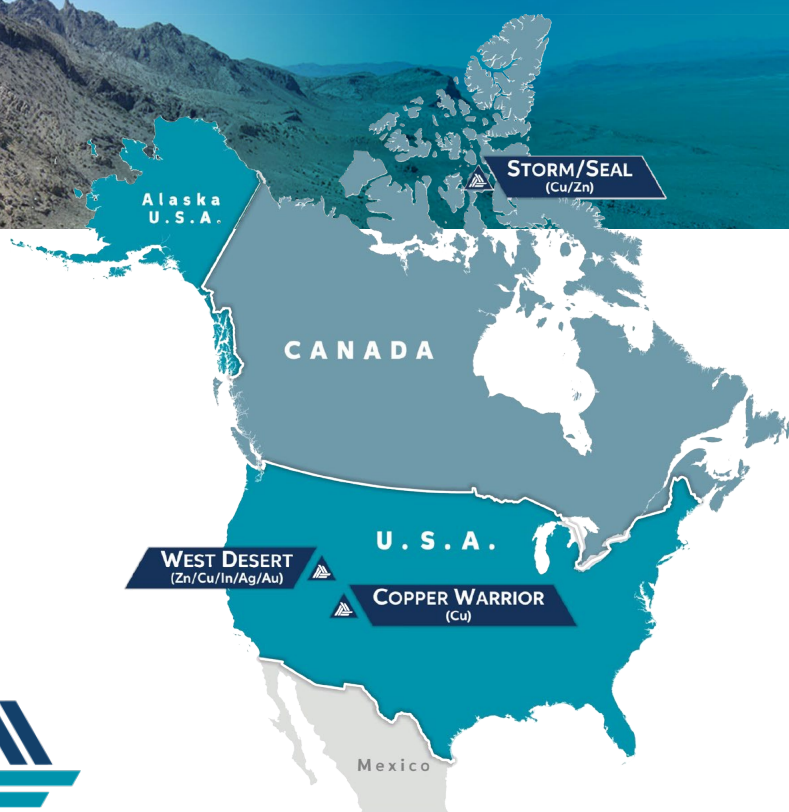 STORM/SEAL
(Cu/Zn)
Alaska
U.S.A.
CANADA
U.S.A.
WEST DESERT
(Zn/Cu/In/Ag/Au)
COPPER WARRIOR
(Cu)
Mexico